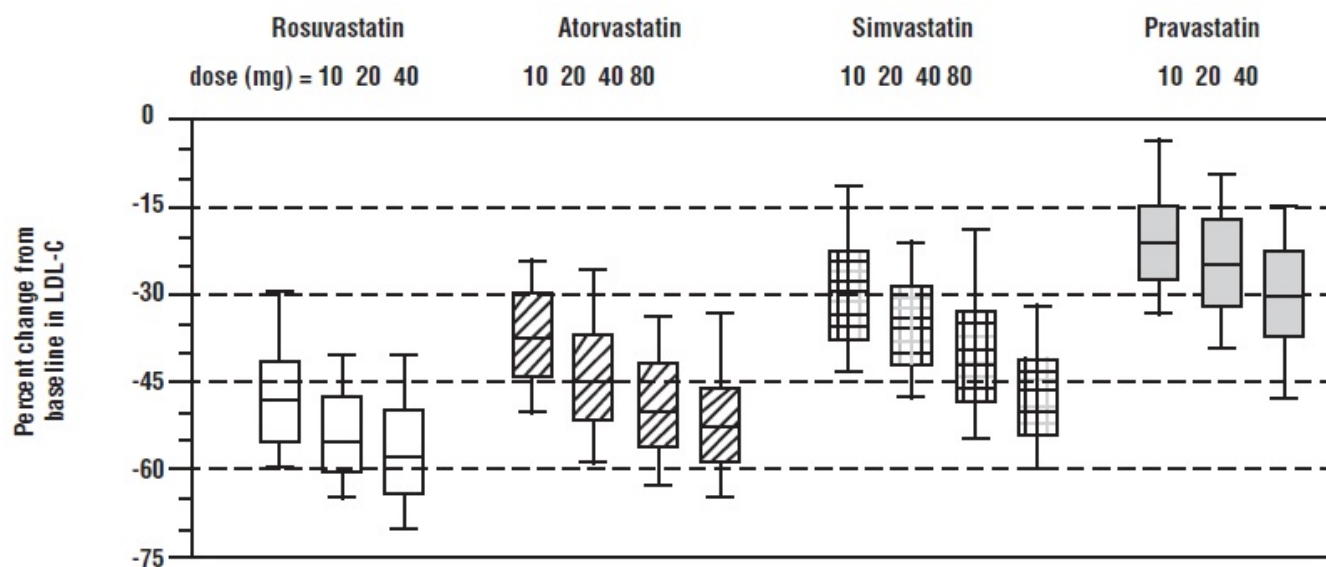 Rosuvastatin Atorvastatin Simvastatin Pravastatin
dose (mg) = 10 20 40 10 20 40 80 10 20 40 80 10 20 40
Percent change from
baseline in LDL-C
0
-15
-30
-45
-60
-75